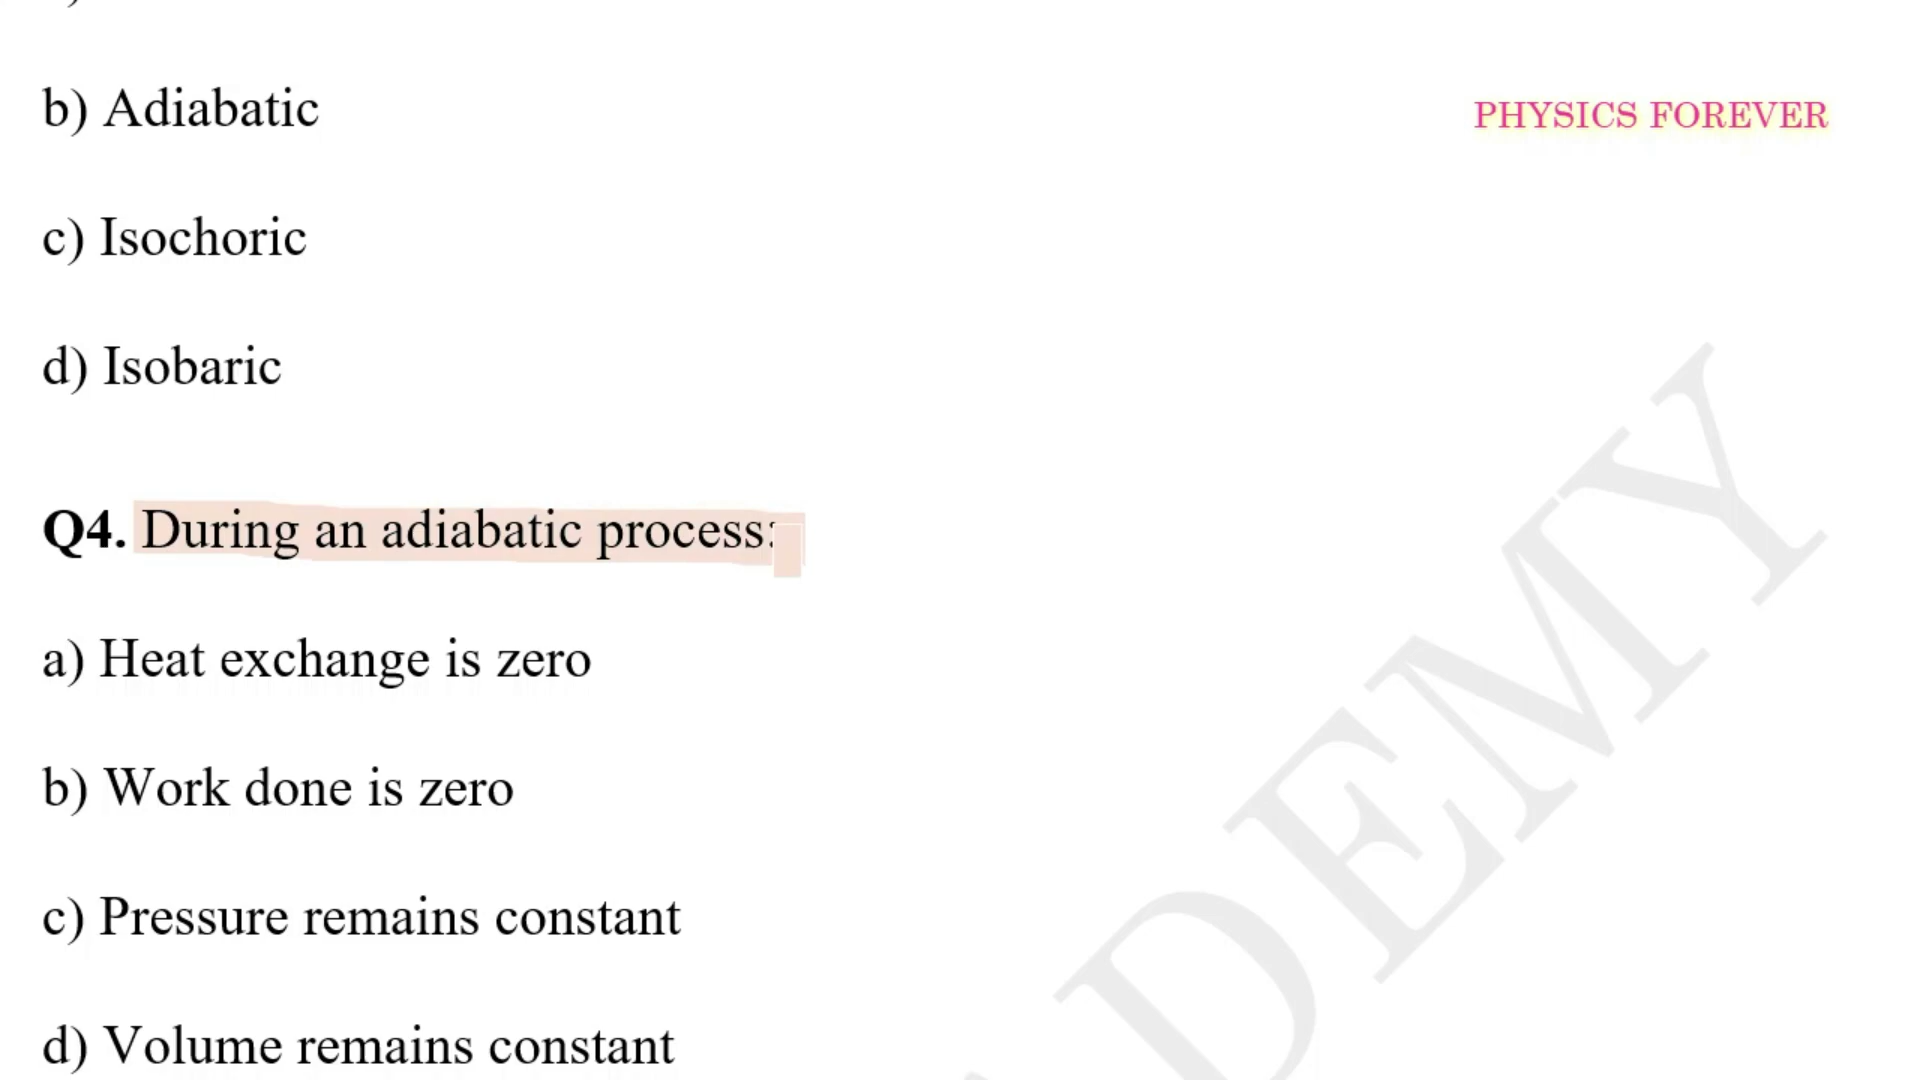 b) Adiabatic
PHYSICS FOREVER
c) Isochoric
d) Isobaric
Q4. During an adiabatic process:
a) Heat exchange is zero
b) Work done is zero
c) Pressure remains constant
d) Volume remains constant
DEMY